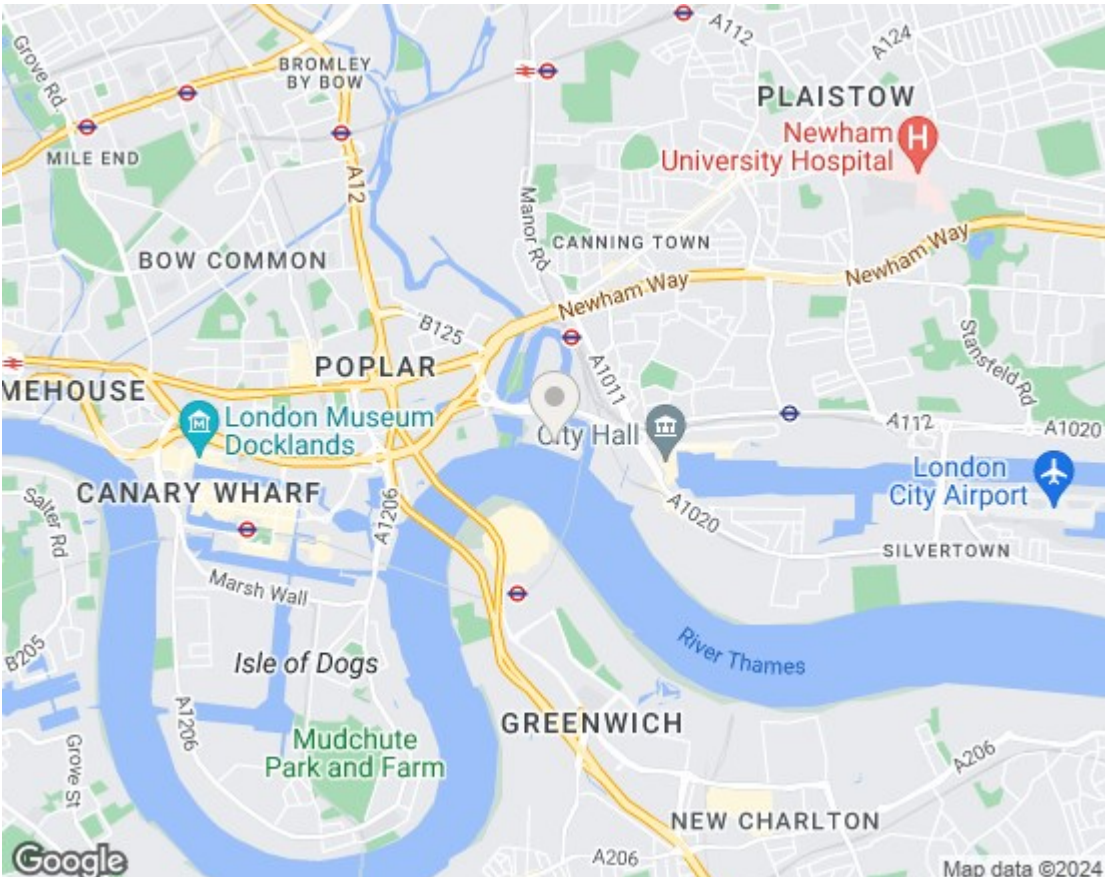 A112
A124
Grove Rd
BROMLEY
BY BOW
PLAISTOW
Newham
University Hospital
H
MILE END
A12
Manor Rd
CANNING TOWN
BOW COMMON
Newham Way
Newham Way
B125
Stansfeld Rd
POPLAR
A1011
MEHOUSE
London Museum
Docklands
City Hall
A112
A1020
CANARY WHARF
London
City Airport
Salter Rd
A1206
A1020
SILVERTOWN
Marsh Wall
River Thames
B205
Isle of Dogs
A1206
GREENWICH
Mudchute
Park and Farm
Grove St
A206
NEW CHARLTON
A206
Google
Map data ©2024